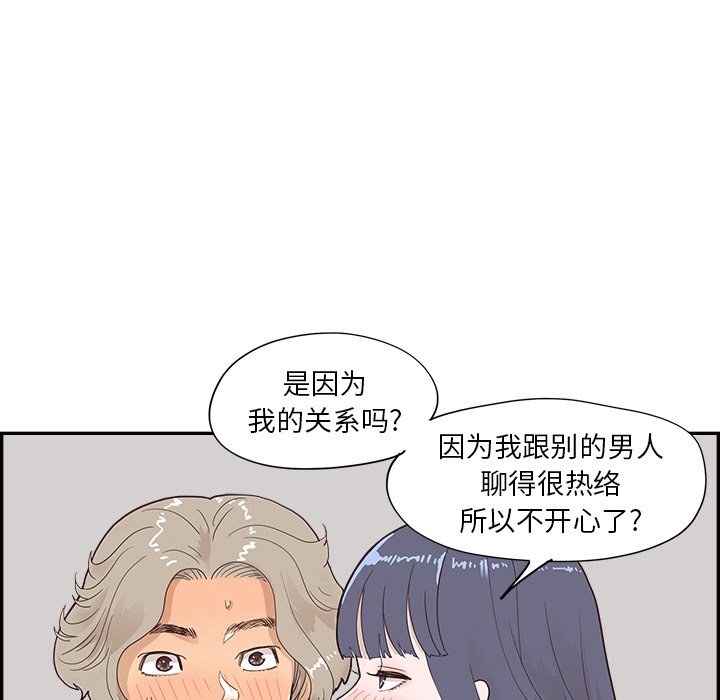 是因为
我的关系吗?
因为我跟别的男人
聊得很热络
所以不开心了?